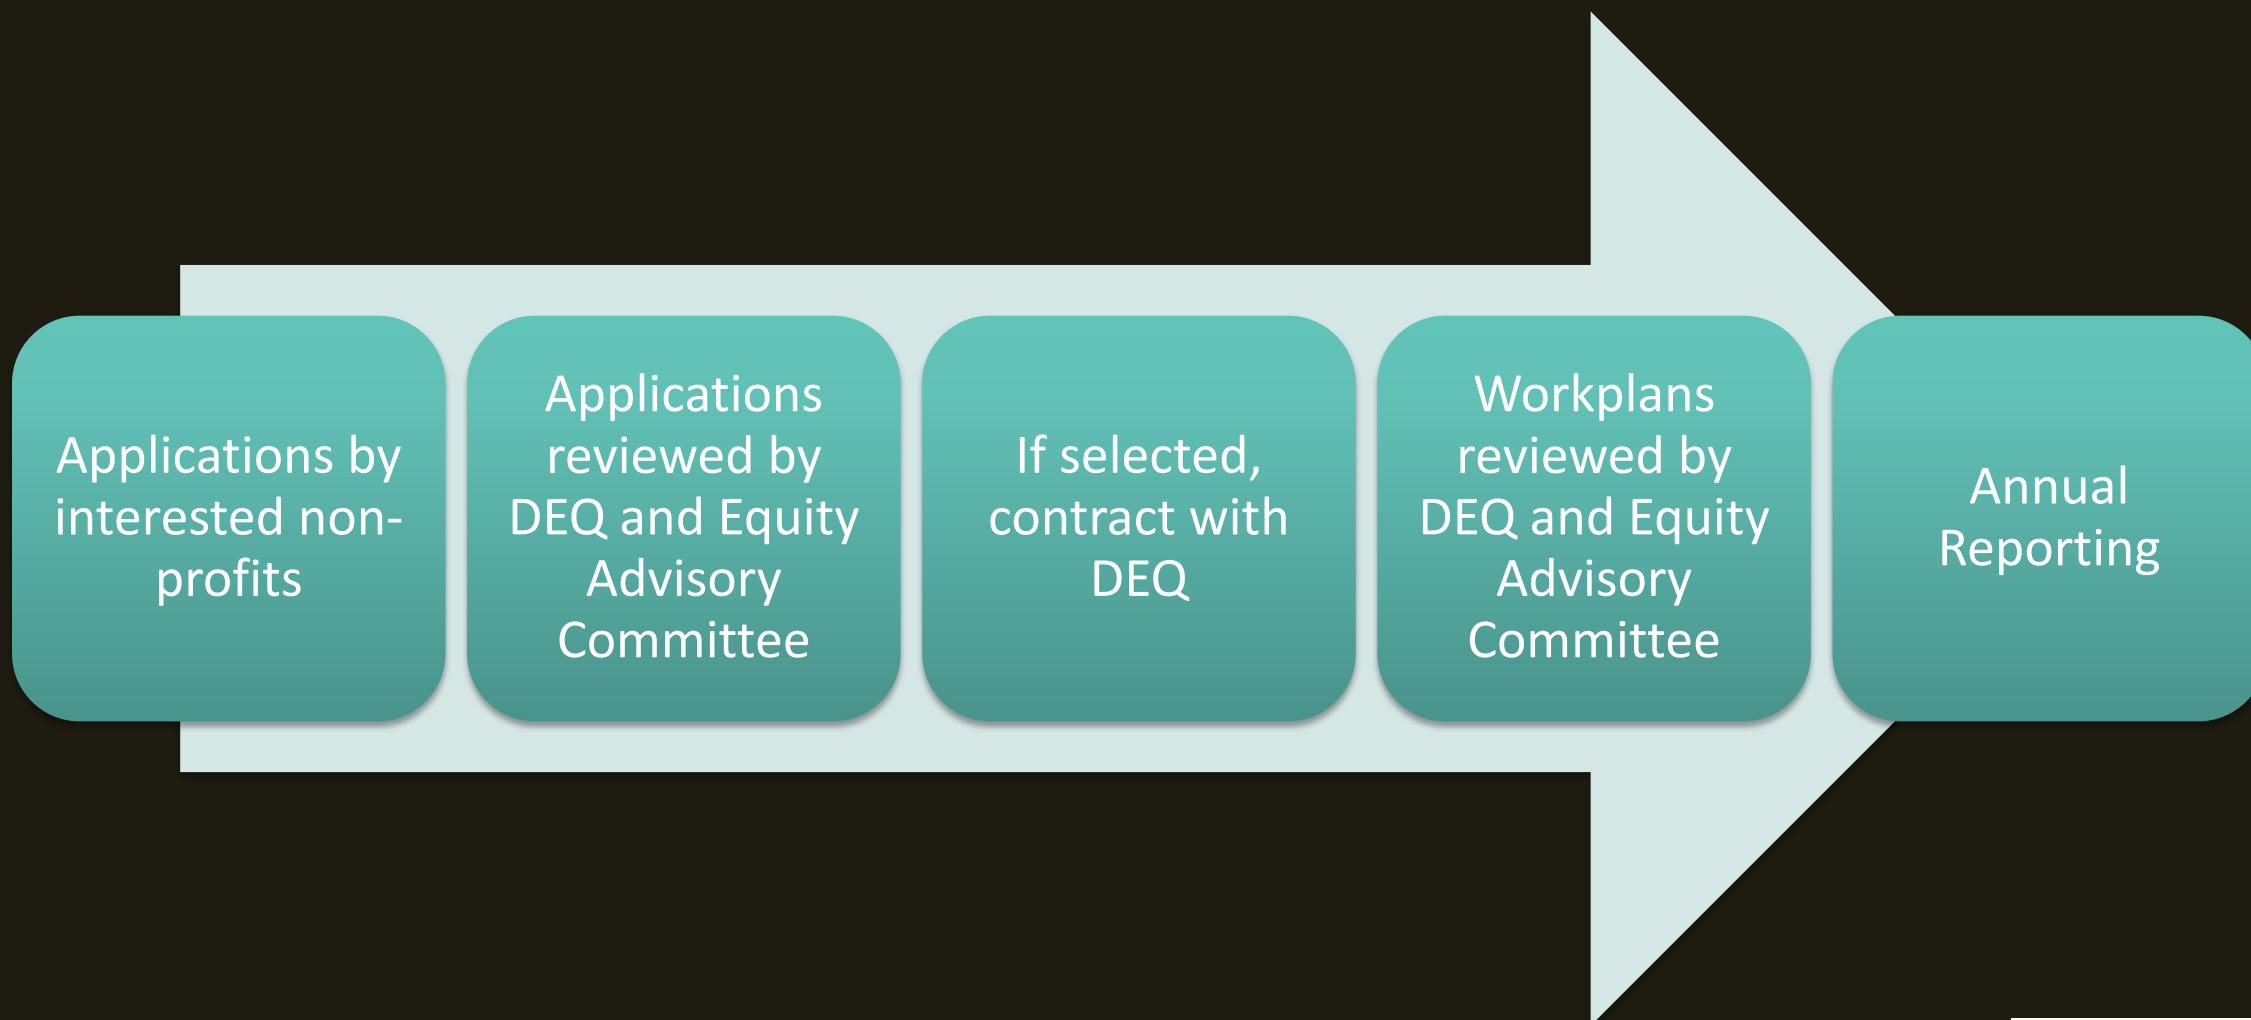 Applications by
interested non-
profits
Applications
reviewed by
DEQ and Equity
Advisory
Committee
If selected,
contract with
DEQ
Workplans
reviewed by
DEQ and Equity
Advisory
Committee
Annual
Reporting